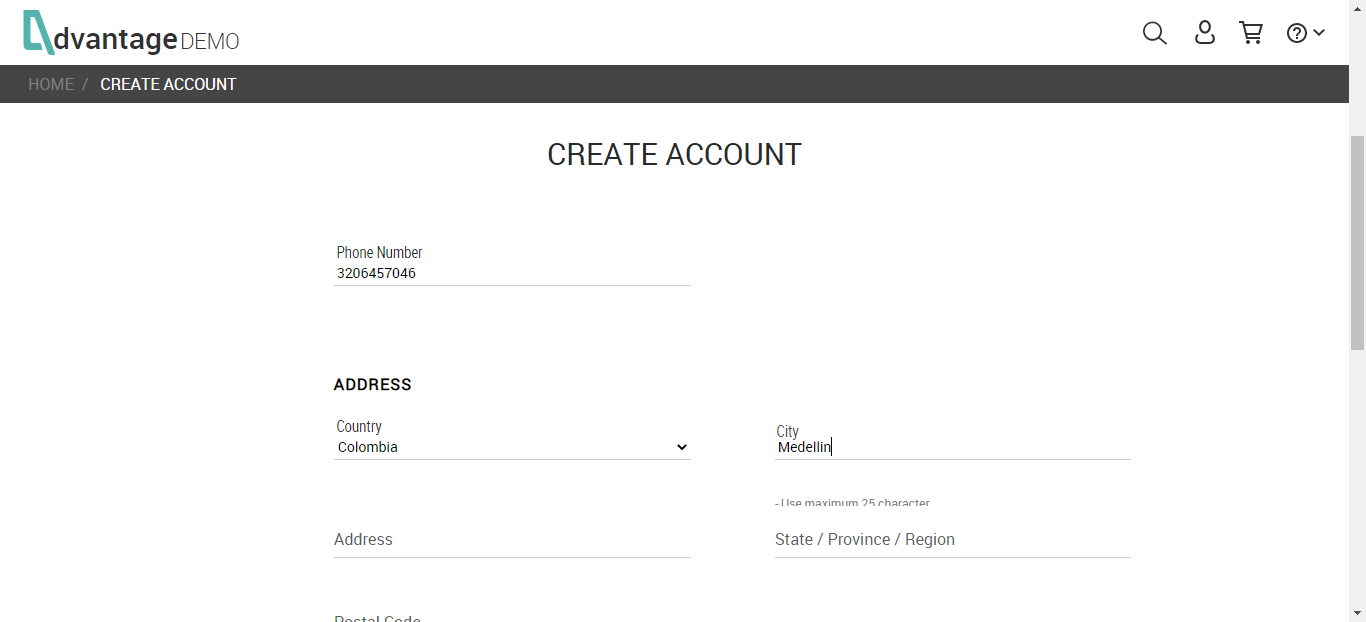 dvantage DEMO
HOME / CREATE ACCOUNT
CREATE ACCOUNT
Phone Number
3206457046
ADDRESS
Country
City
Colombia
Medellin
- Use maximum 25 character
Address
State / Province / Region
Postal Code